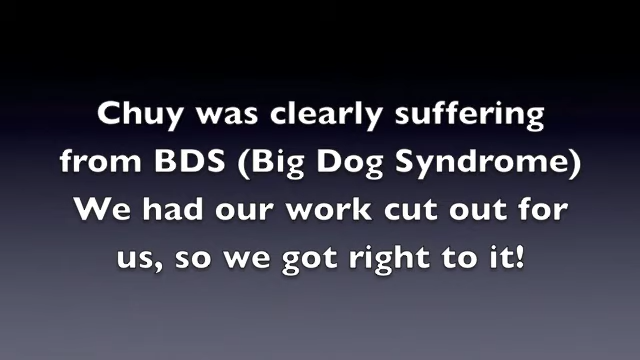 Chuy was clearly suffering
from BDS (Big Dog Syndrome)
We had our work cut out for
us, so we got right to it!